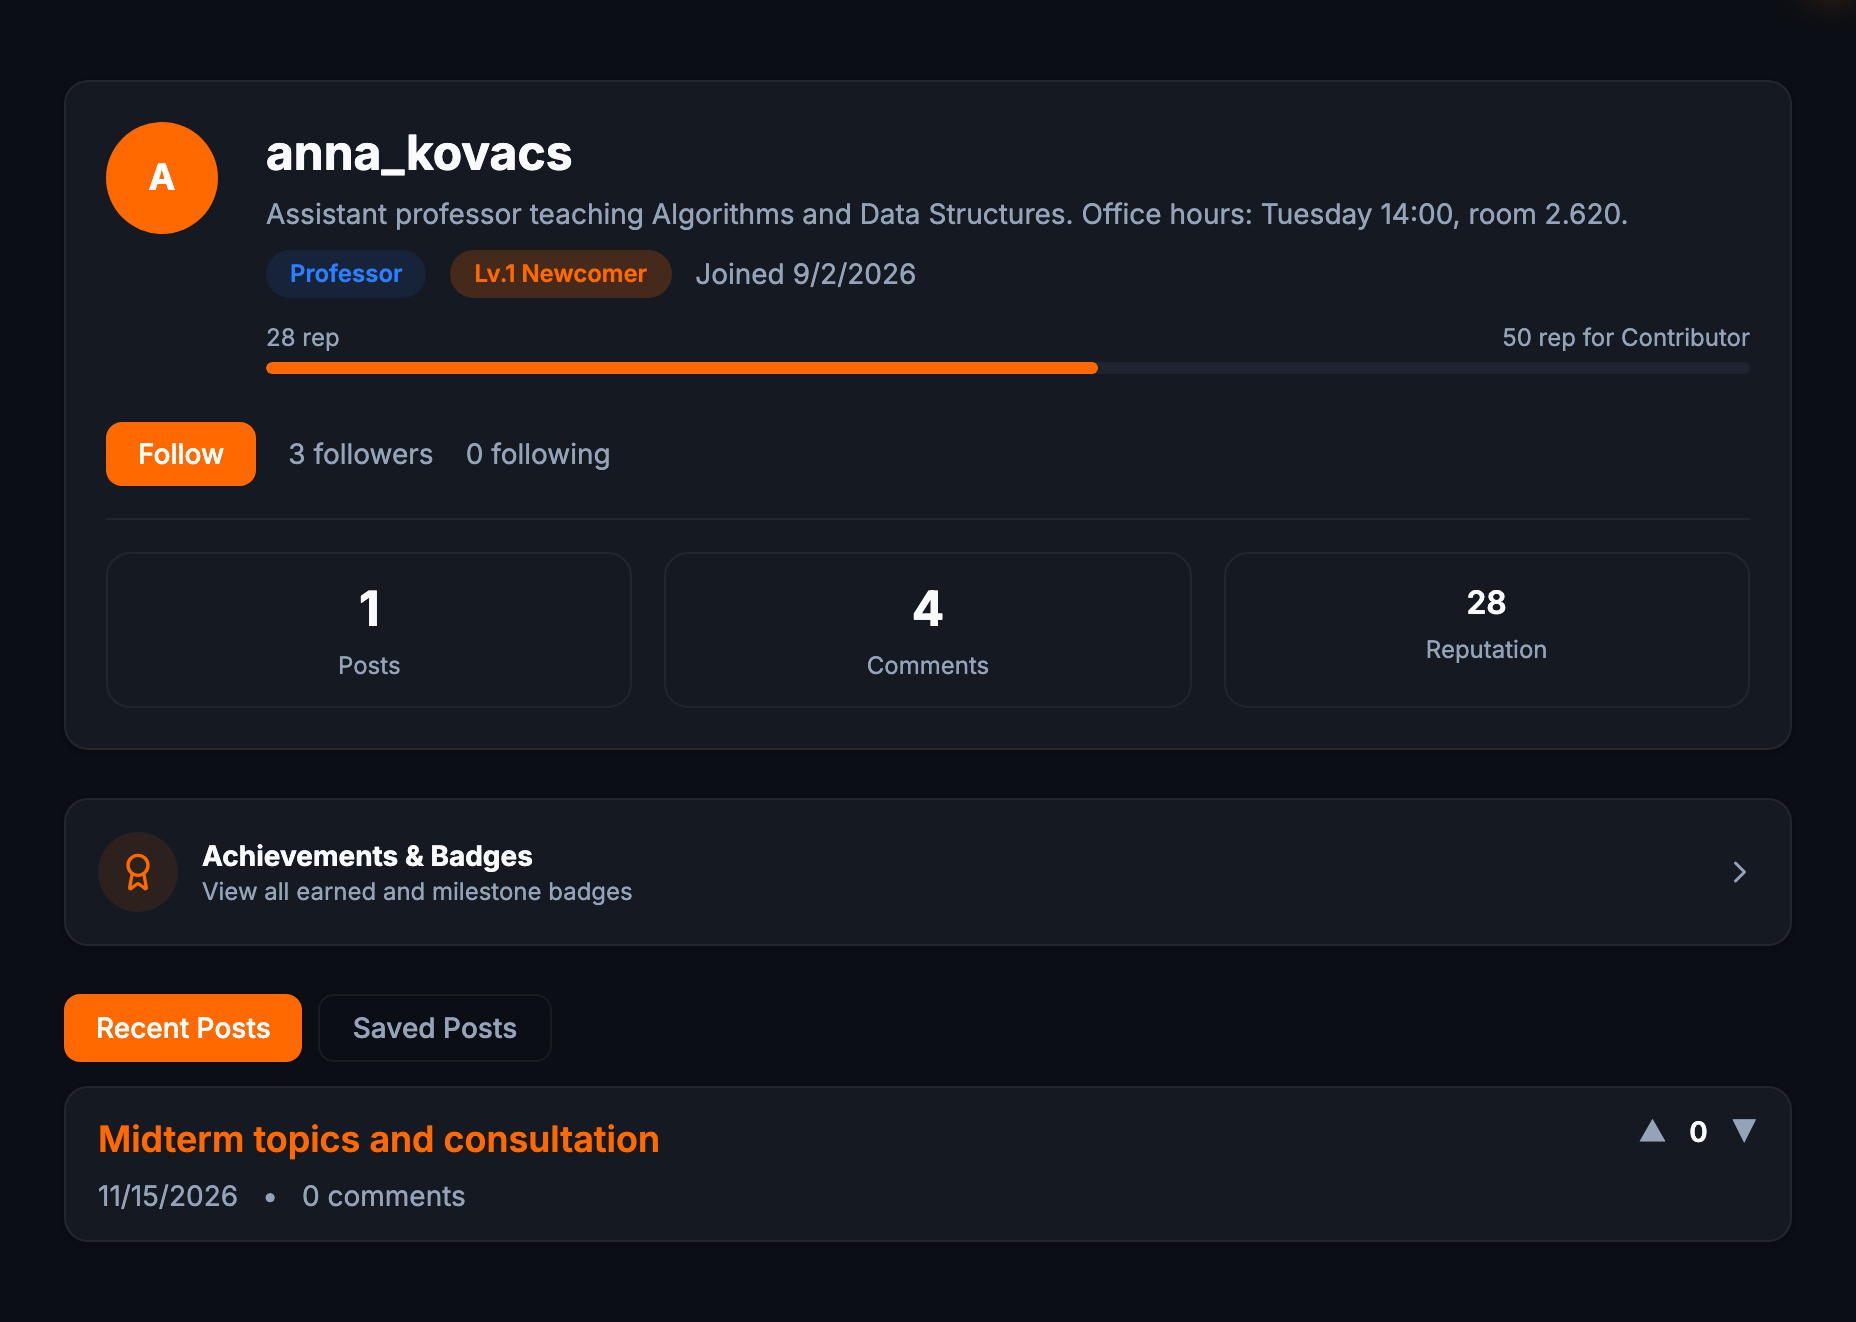 A
anna_kovacs
Assistant professor teaching Algorithms and Data Structures. Office hours: Tuesday 14:00, room 2.620.
Professor Lv.1 Newcomer Joined 9/2/2026
28 rep 50 rep for Contributor
Follow 3 followers 0 following
1
Posts
4
Comments
28
Reputation
Achievements & Badges
View all earned and milestone badges
Recent Posts Saved Posts
Midterm topics and consultation
0
11/15/2026 • 0 comments